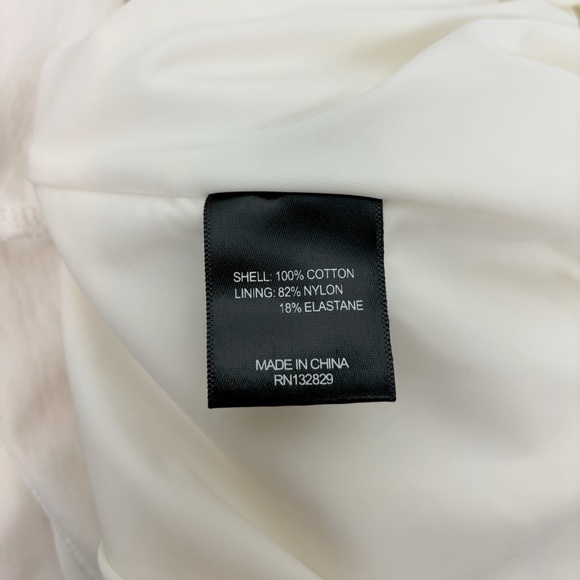 SHELL: 100% COTTON
LINING: 82% NYLON
18% ELASTANE
MADE IN CHINA
RN132829